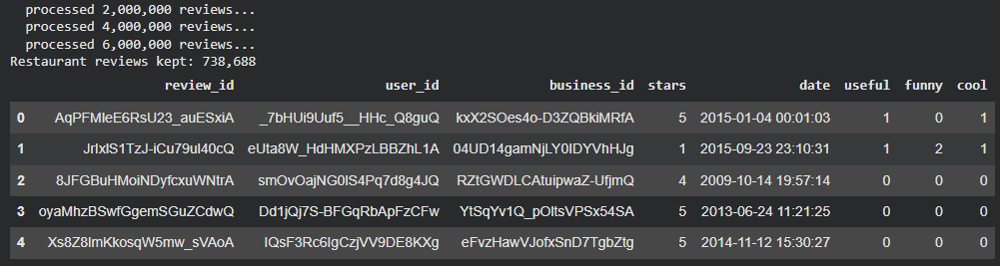 processed 2,000,000 reviews...
processed 4,000,000 reviews...
processed 6,000,000 reviews...
Restaurant reviews kept: 738,688
review_id user_id business_id stars date useful funny cool
0 AqPFMleE6RsU23_auESxiA _7bHUi9Uuf5__HHc_Q8guQ kxX2SOes4o-D3ZQBkiMRfA 5 2015-01-04 00:01:03 1 0 1
1 JrIxlS1TzJ-iCu79ul40cQ eUta8W_HdHMXPzLBBZhL1A 04UD14gamNjLY0IDYVhHJg 1 2015-09-23 23:10:31 1 2 1
2 8JFGBuHMoiNDyfcxuWNtrA smOvOajNG0lS4Pq7d8g4JQ RZtGWDLCAtuipwaZ-UfjmQ 4 2009-10-14 19:57:14 0 0 0
3 oyaMhzBSwfGgemSGuZCdwQ Dd1jQj7S-BFGqRbApFzCFw YtSqYv1Q_pOltsVPSx54SA 5 2013-06-24 11:21:25 0 0 0
4 Xs8Z8lmKkosqW5mw_sVAoA IQsF3Rc6IgCzjVV9DE8KXg eFvzHawVJofxSnD7TgbZtg 5 2014-11-12 15:30:27 0 0 0